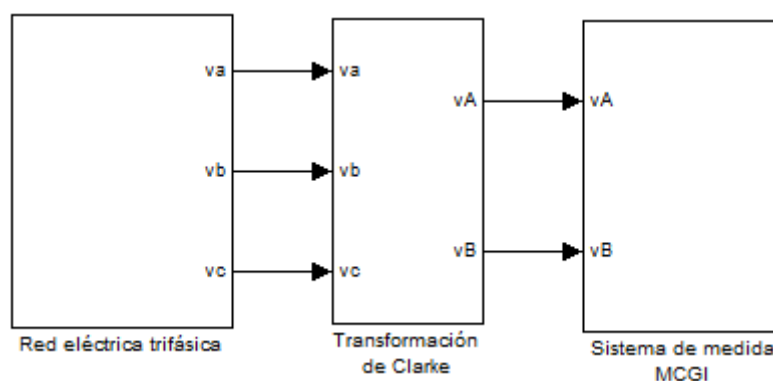 va
va
vA
vA
vb
vb
vB
vB
vc
vc
Red eléctrica trifásica
Transformación
de Clarke
Sistema de medida
MCGI